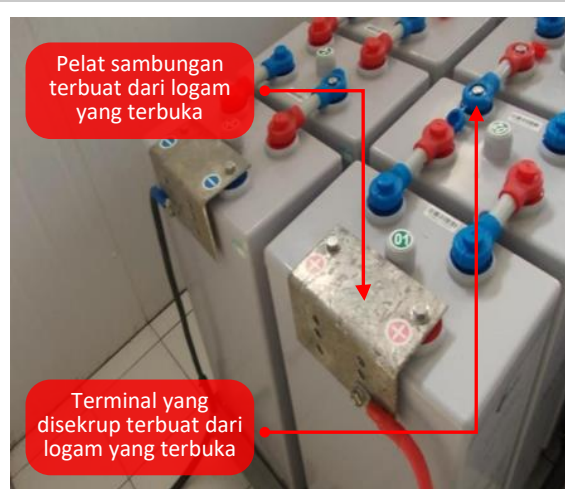 Pelat sambungan
terbuat dari logam
yang terbuka
01
Terminal yang
disekrup terbuat dari
logam yang terbuka